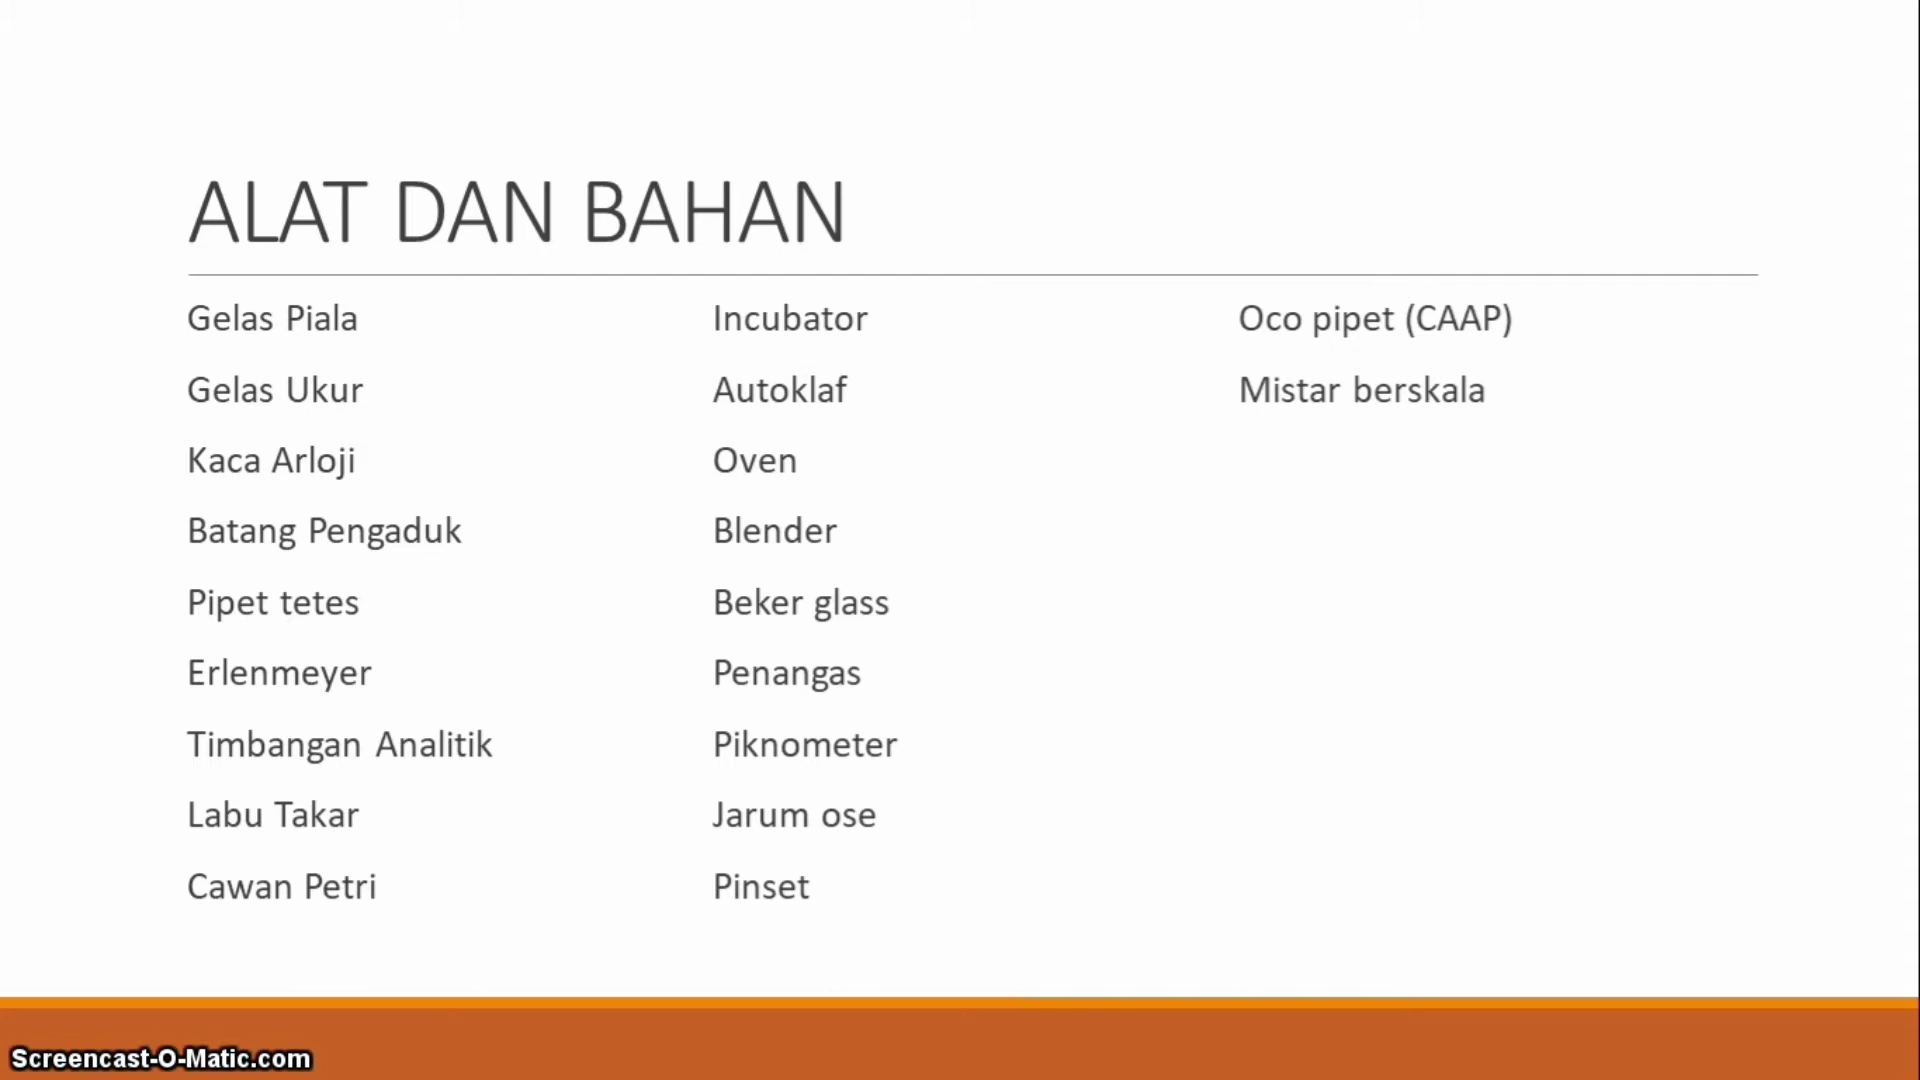 ALAT DAN BAHAN
Gelas Piala
Gelas Ukur
Kaca Arloji
Batang Pengaduk
Pipet tetes
Erlenmeyer
Timbangan Analitik
Labu Takar
Cawan Petri
Incubator
Autoklaf
Oven
Blender
Beker glass
Penangas
Piknometer
Jarum ose
Pinset
Oco pipet (CAAP)
Mistar berskala
Screencast-O-Matic.com